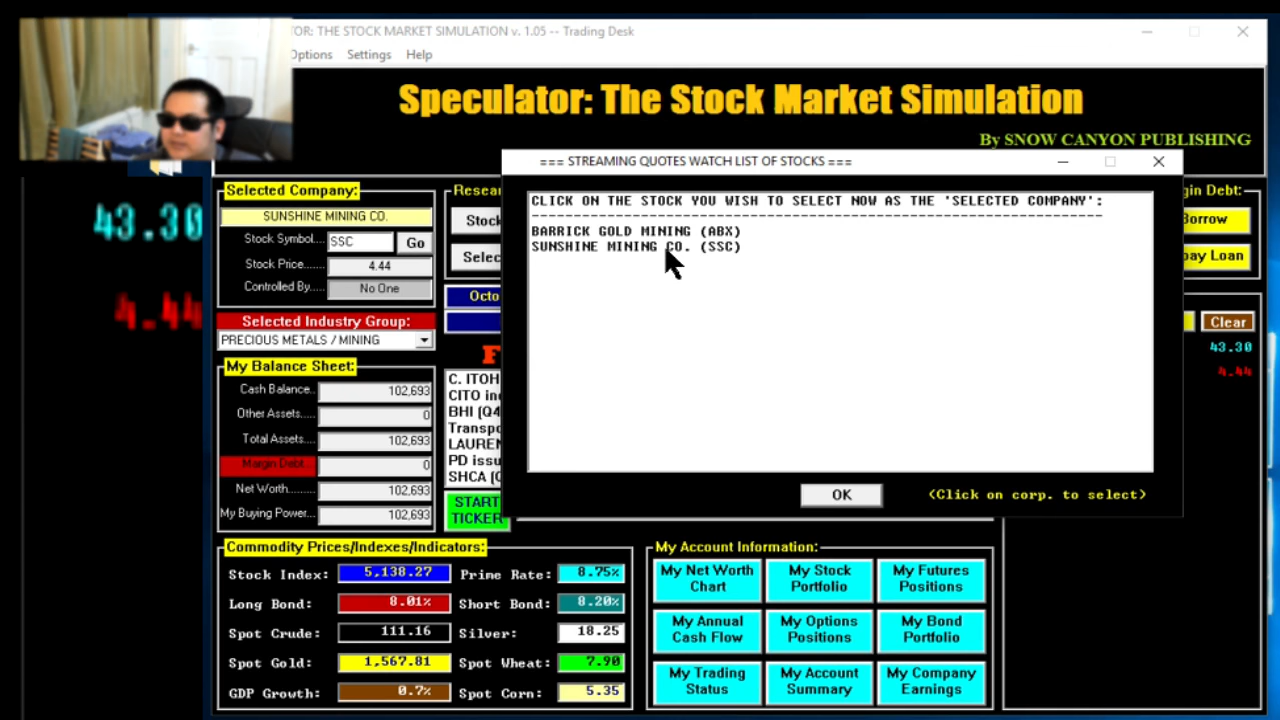 OR: THE STOCK MARKET SIMULATION v. 1.05 -- Trading Desk
Options Settings Help
Speculator: The Stock Market Simulation
By SNOW CANYON PUBLISHING
=== STREAMING QUOTES WATCH LIST OF STOCKS ===
CLICK ON THE STOCK YOU WISH TO SELECT NOW AS THE 'SELECTED COMPANY':
BARRICK GOLD MINING (ABX)
SUNSHINE MINING CO. (SSC)
OK
(Click on corp. to select)
43.30
4.44
Selected Company:
SUNSHINE MINING CO.
Stock Symbol.... SSC Go
Stock Price....... 4.44
Controlled By.... No One
Selected Industry Group:
PRECIOUS METALS / MINING
My Balance Sheet:
Cash Balance.. 102,693
Other Assets..... 0
Total Assets..... 102,693
Margin Debt.. 0
Net Worth........ 102,693
My Buying Power... 102,693
Resea
Stock
Selec
Octo
F
C. ITOH
CITO in
BHI (Q4
Transpo
LAUREN
PD issu
SHCA (Q
START
TICKER
gin Debt:
Borrow
pay Loan
Clear
43.30
4.44
Commodity Prices/Indexes/Indicators:
Stock Index: 5,138.27 Prime Rate: 8.75%
Long Bond: 8.01% Short Bond: 8.20%
Spot Crude: 111.16 Silver: 18.25
Spot Gold: 1,567.81 Spot Wheat: 7.90
GDP Growth: 0.7% Spot Corn: 5.35
My Account Information:
My Net Worth Chart
My Stock Portfolio
My Futures Positions
My Annual Cash Flow
My Options Positions
My Bond Portfolio
My Trading Status
My Account Summary
My Company Earnings